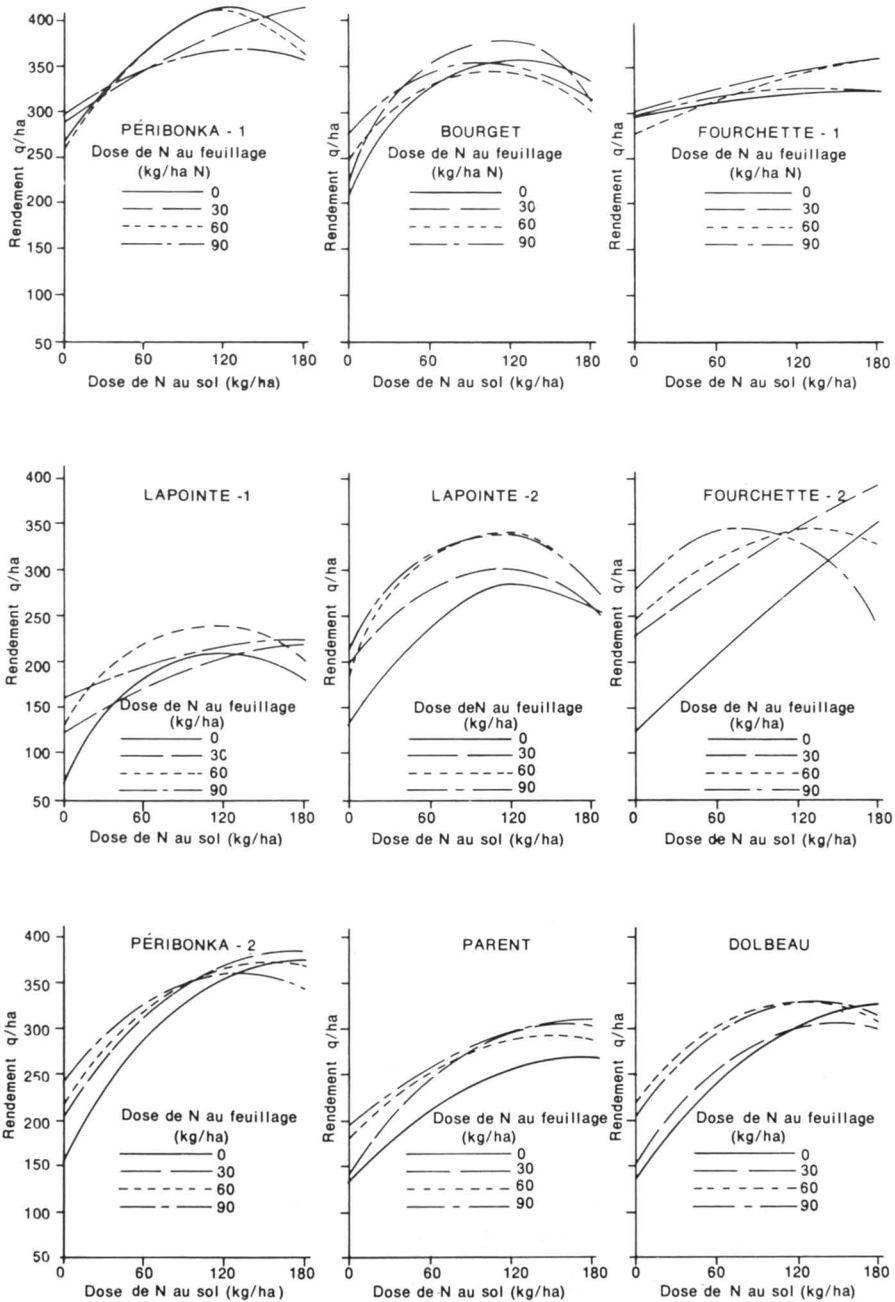 400
350
300
250
200
150
100
50
Rendement q/ha
PÉRIBONKA - 1
Dose de N au feuillage
(kg/ha N)
0
30
60
90
0 60 120 180
Dose de N au sol (kg/ha)
Rendement q/ha
BOURGET
Dose de N au feuillage
(kg/ha N)
0
30
60
90
0 60 120 180
Dose de N au sol (kg/ha)
Rendement q/ha
FOURCHETTE - 1
Dose de N au feuillage
(kg/ha N)
0
30
60
90
0 60 120 180
Dose de N au sol (kg/ha)
400
350
300
250
200
150
100
50
Rendement q/ha
LAPOINTE -1
Dose de N au feuillage
(kg/ha)
0
30
60
90
0 60 120 180
Dose de N au sol (kg/ha)
Rendement q/ha
LAPOINTE -2
Dose deN au feuillage
(kg/ha)
0
30
60
90
0 60 120 180
Dose de N au sol (kg/ha)
Rendement q/ha
FOURCHETTE - 2
Dose de N au feuillage
(kg/ha)
0
30
60
90
0 60 120 180
Dose de N au sol (kg/ha)
400
350
300
250
200
150
100
50
Rendement q/ha
PÉRIBONKA - 2
Dose de N au feuillage
(kg/ha)
0
30
60
90
0 60 120 180
Dose de N au sol (kg/ha)
Rendement q/ha
PARENT
Dose de N au feuillage
(kg/ha)
0
30
60
90
0 60 120 180
Dose de N au sol (kg/ha)
Rendement q/ha
DOLBEAU
Dose de N au feuillage
(kg/ha)
0
30
60
90
0 60 120 180
Dose de N au sol (kg/ha)